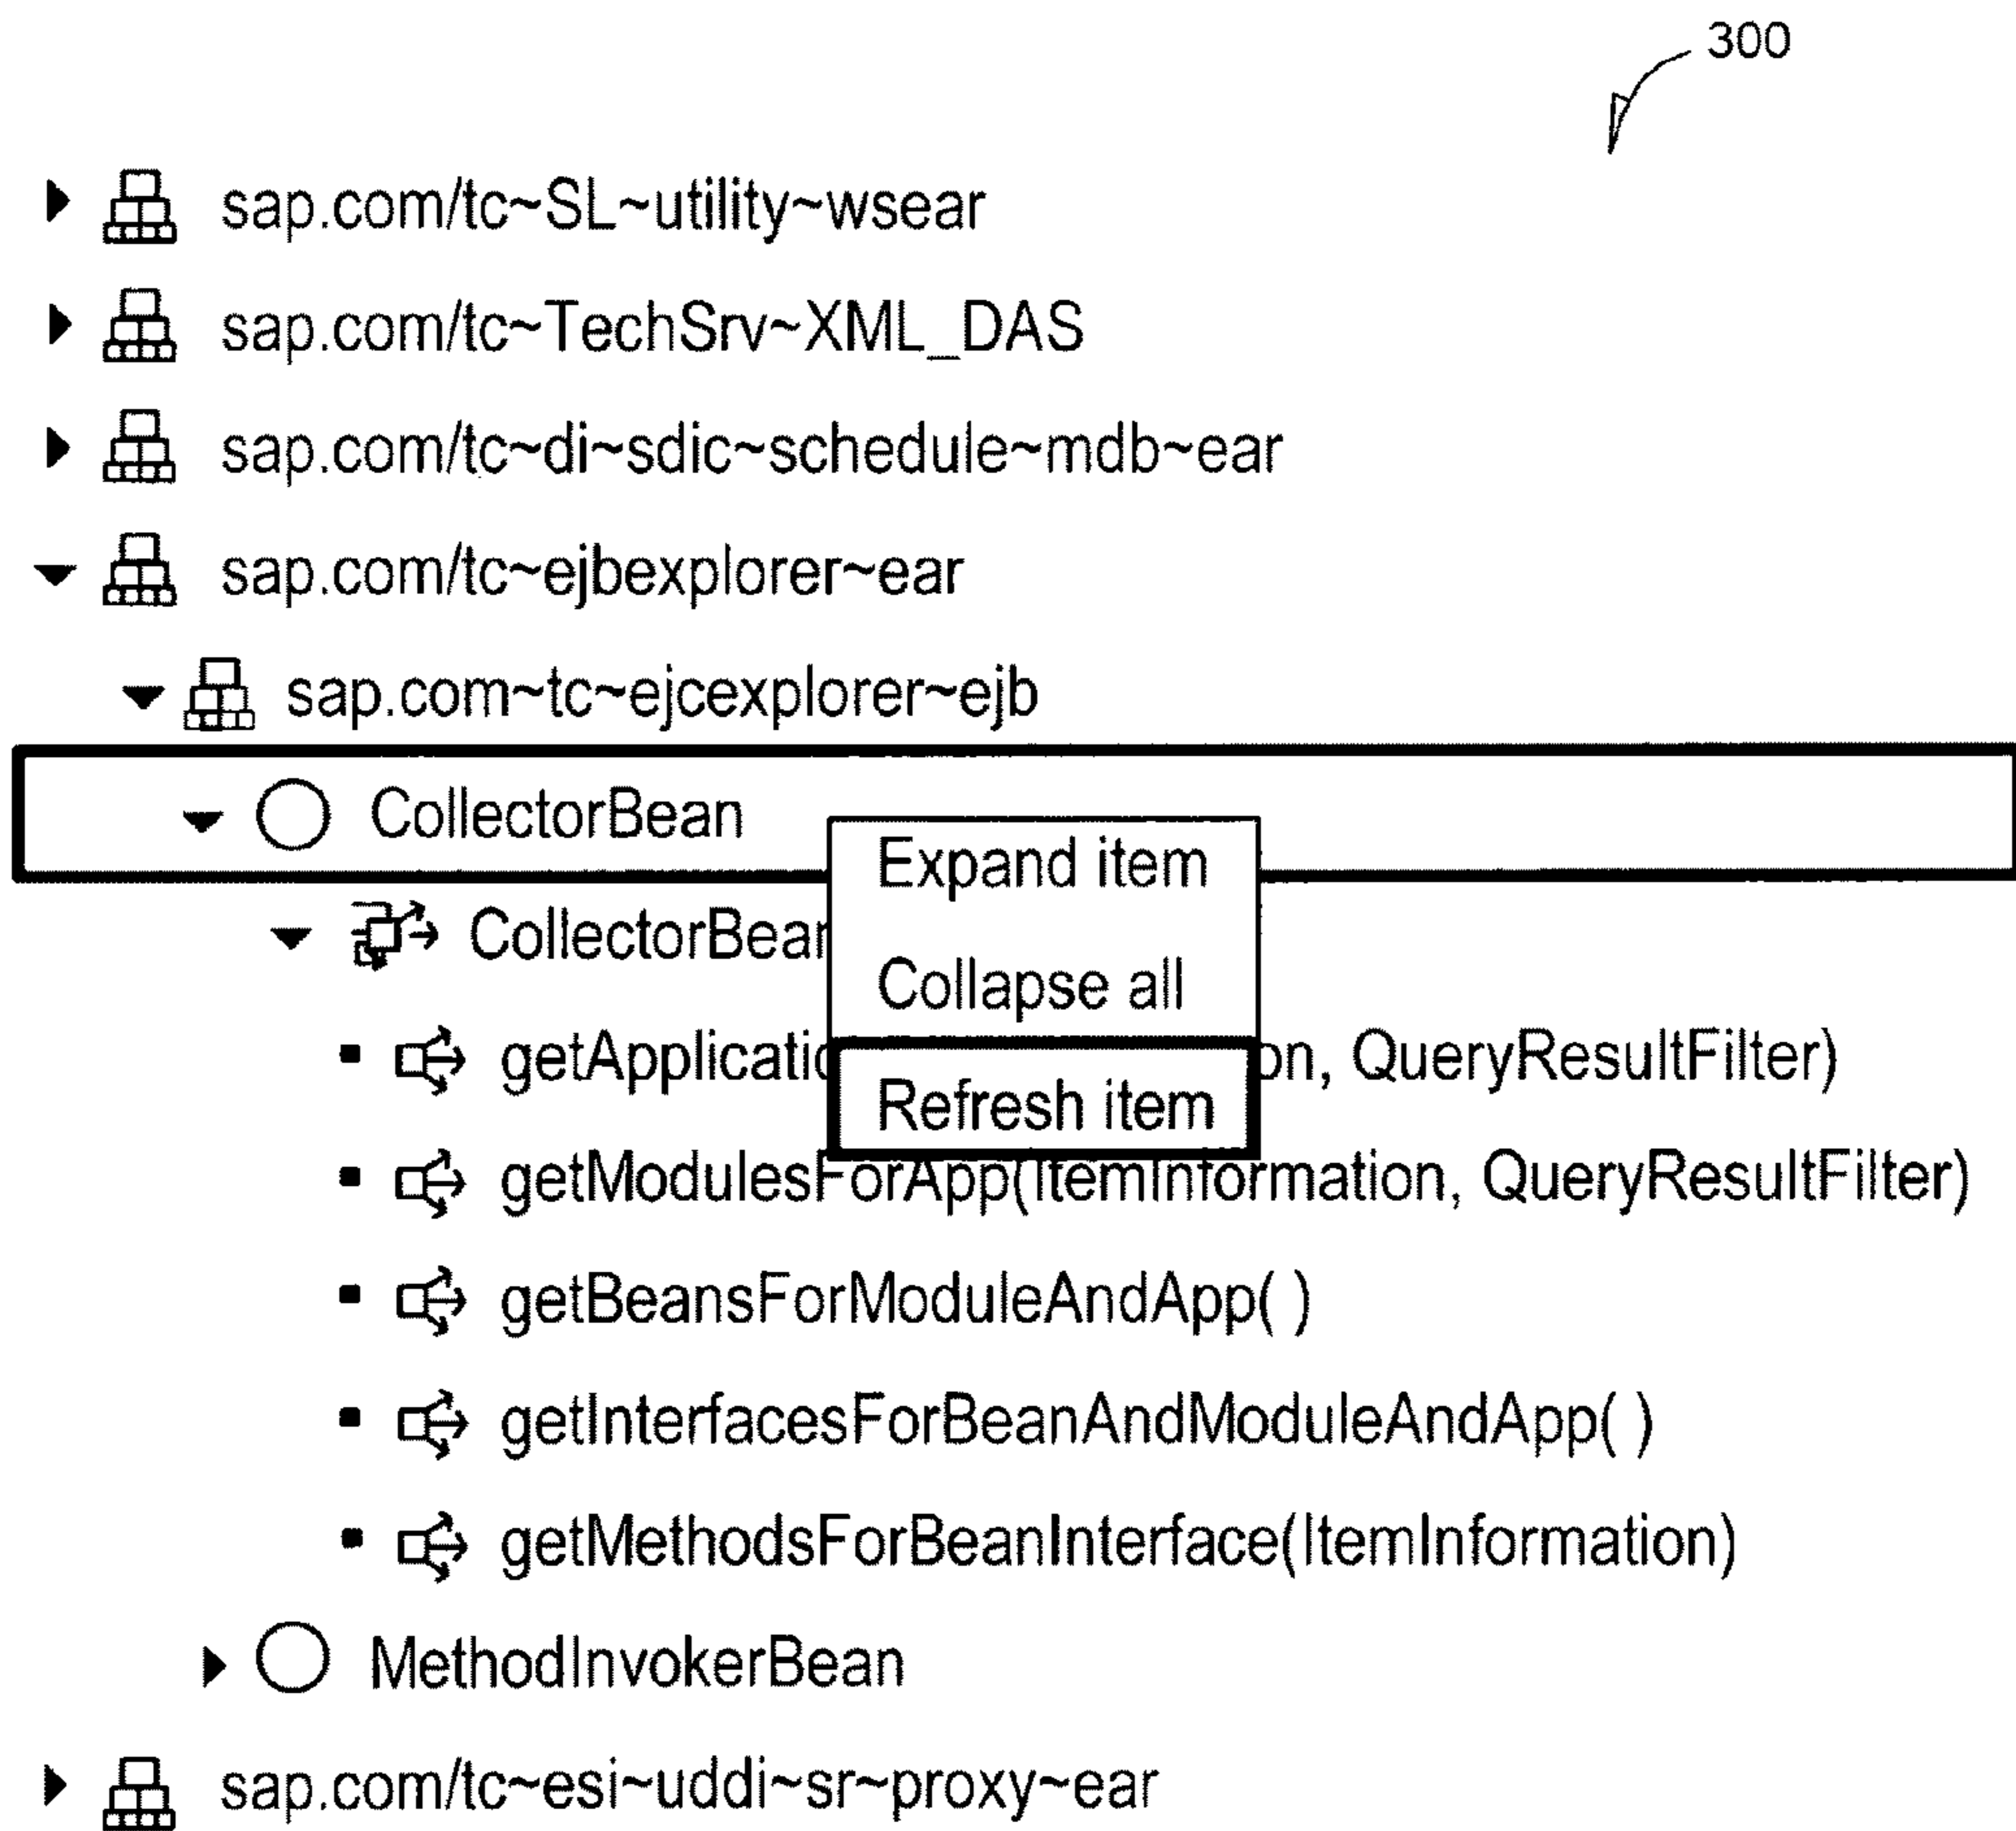 300
sap.com/tc~SL~utility~wsear
sap.com/tc~TechSrv~XML_DAS
sap.com/tc~di~sdic~schedule~mdb~ear
sap.com/tc~ejbexplorer~ear
sap.com~tc~ejcexplorer~ejb
CollectorBean
Expand item
CollectorBean
Collapse all
getApplicatio on, QueryResultFilter)
Refresh item
getModulesForApp(ItemInformation, QueryResultFilter)
getBeansForModuleAndApp( )
getInterfacesForBeanAndModuleAndApp( )
getMethodsForBeanInterface(ItemInformation)
MethodInvokerBean
sap.com/tc~esi~uddi~sr~proxy~ear